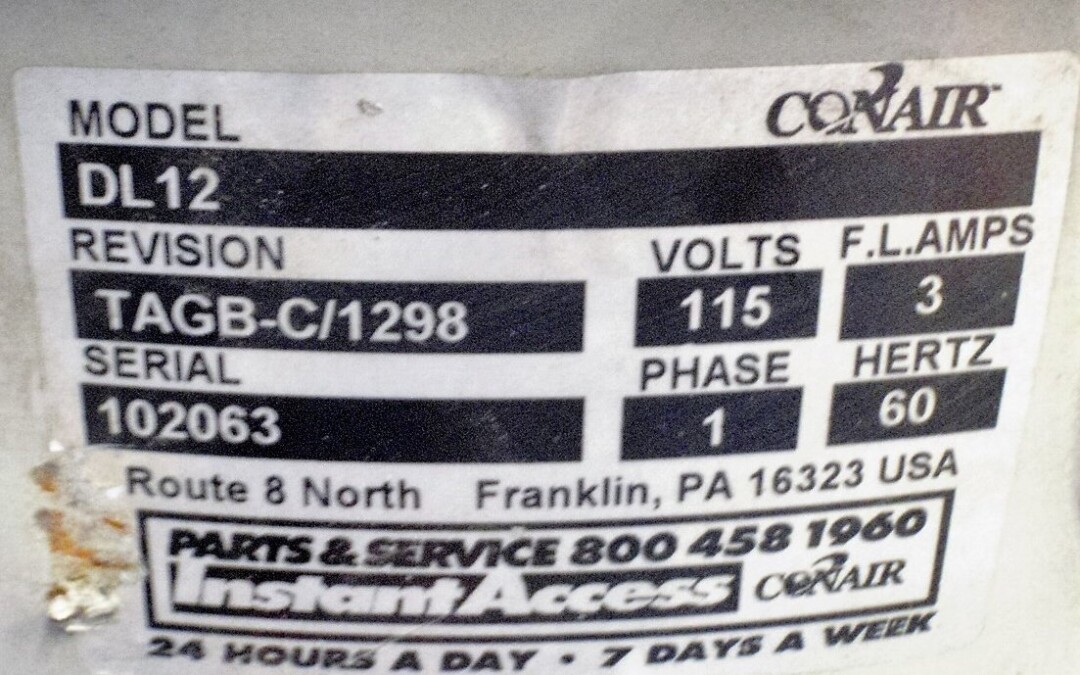 MODEL CONAIR™
DL12
REVISION VOLTS F.L.AMPS
TAGB-C/1298 115 3
SERIAL PHASE HERTZ
102063 1 60
Route 8 North Franklin, PA 16323 USA
PARTS & SERVICE 800 458 1960
Instant Access CONAIR
24 HOURS A DAY • 7 DAYS A WEEK